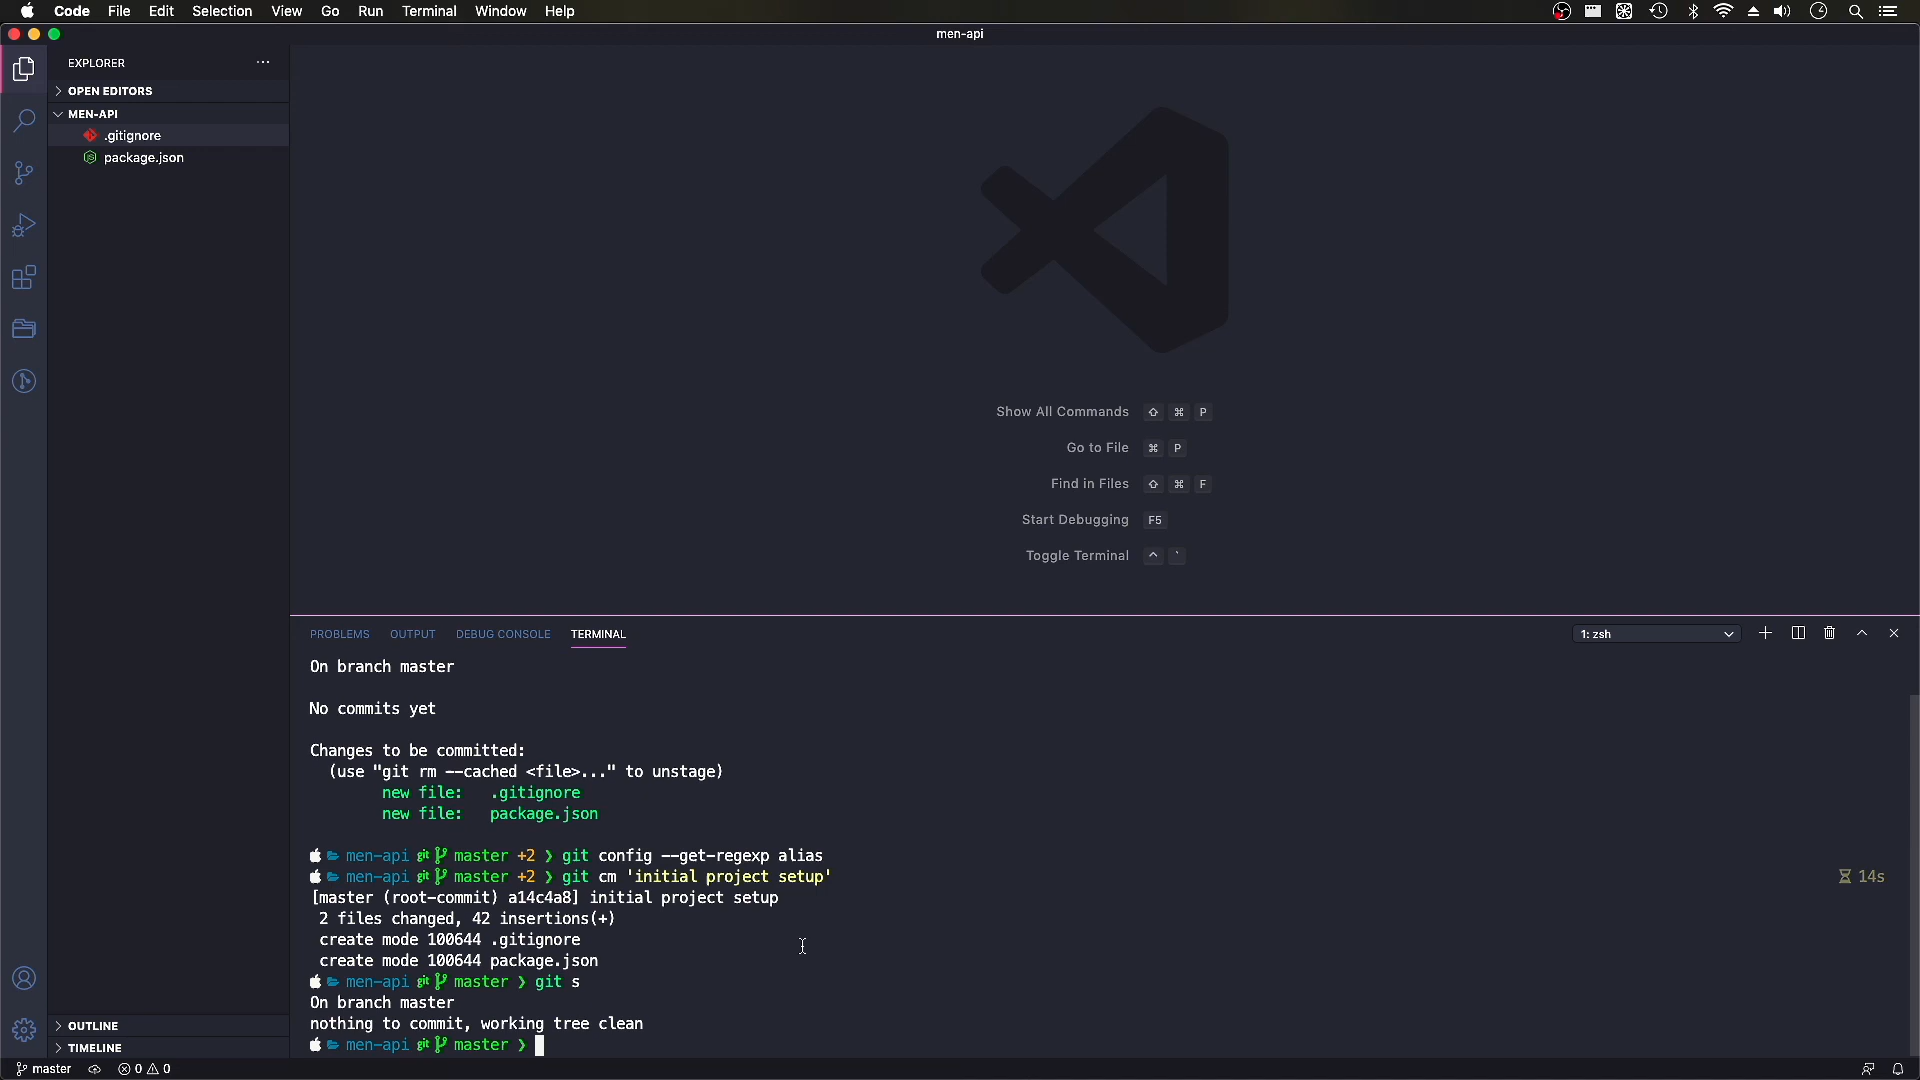 Code File Edit Selection View Go Run Terminal Window Help
men-api
EXPLORER
OPEN EDITORS
MEN-API
.gitignore
package.json
Show All Commands ⇧ ⌘ P
Go to File ⌘ P
Find in Files ⇧ ⌘ F
Start Debugging F5
Toggle Terminal ^ `
PROBLEMS OUTPUT DEBUG CONSOLE TERMINAL
1: zsh
On branch master
No commits yet
Changes to be committed:
(use "git rm --cached <file>..." to unstage)
new file: .gitignore
new file: package.json
men-api git master +2 ❯ git config --get-regexp alias
men-api git master +2 ❯ git cm 'initial project setup'
14s
[master (root-commit) a14c4a8] initial project setup
2 files changed, 42 insertions(+)
create mode 100644 .gitignore
create mode 100644 package.json
men-api git master ❯ git s
On branch master
nothing to commit, working tree clean
men-api git master ❯
OUTLINE
TIMELINE
master 0 0